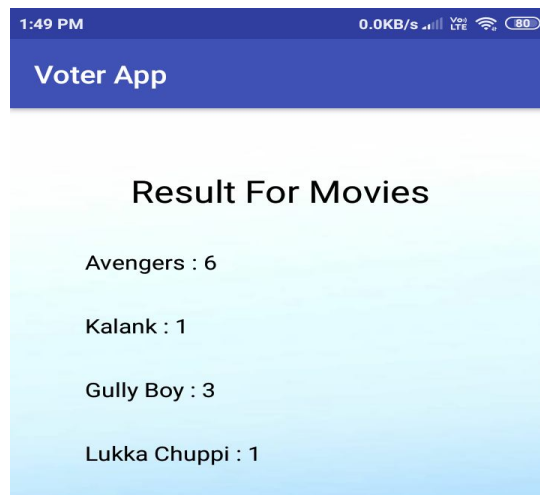 1:49 PM 0.0KB/s Vo) LTE 80
Voter App
Result For Movies
Avengers : 6
Kalank : 1
Gully Boy : 3
Lukka Chuppi : 1